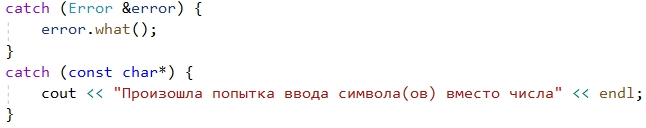 catch (Error &error) {
    error.what();
}
catch (const char*) {
    cout << "Произошла попытка ввода символа(ов) вместо числа" << endl;
}